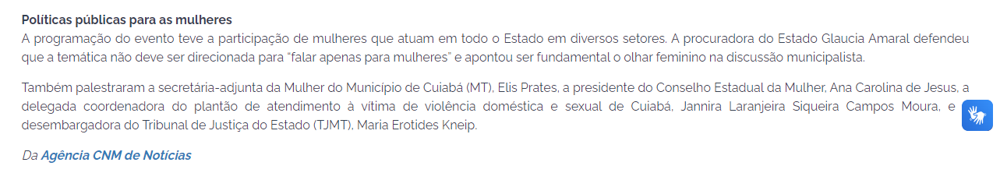 Políticas públicas para as mulheres
A programação do evento teve a participação de mulheres que atuam em todo o Estado em diversos setores. A procuradora do Estado Glaucia Amaral defendeu
que a temática não deve ser direcionada para “falar apenas para mulheres” e apontou ser fundamental o olhar feminino na discussão municipalista.
Também palestraram a secretária-adjunta da Mulher do Município de Cuiabá (MT), Elis Prates, a presidente do Conselho Estadual da Mulher, Ana Carolina de Jesus, a
delegada coordenadora do plantão de atendimento à vítima de violência doméstica e sexual de Cuiabá, Jannira Laranjeira Siqueira Campos Moura, e
desembargadora do Tribunal de Justiça do Estado (TJMT), Maria Erotides Kneip.
Da Agência CNM de Notícias